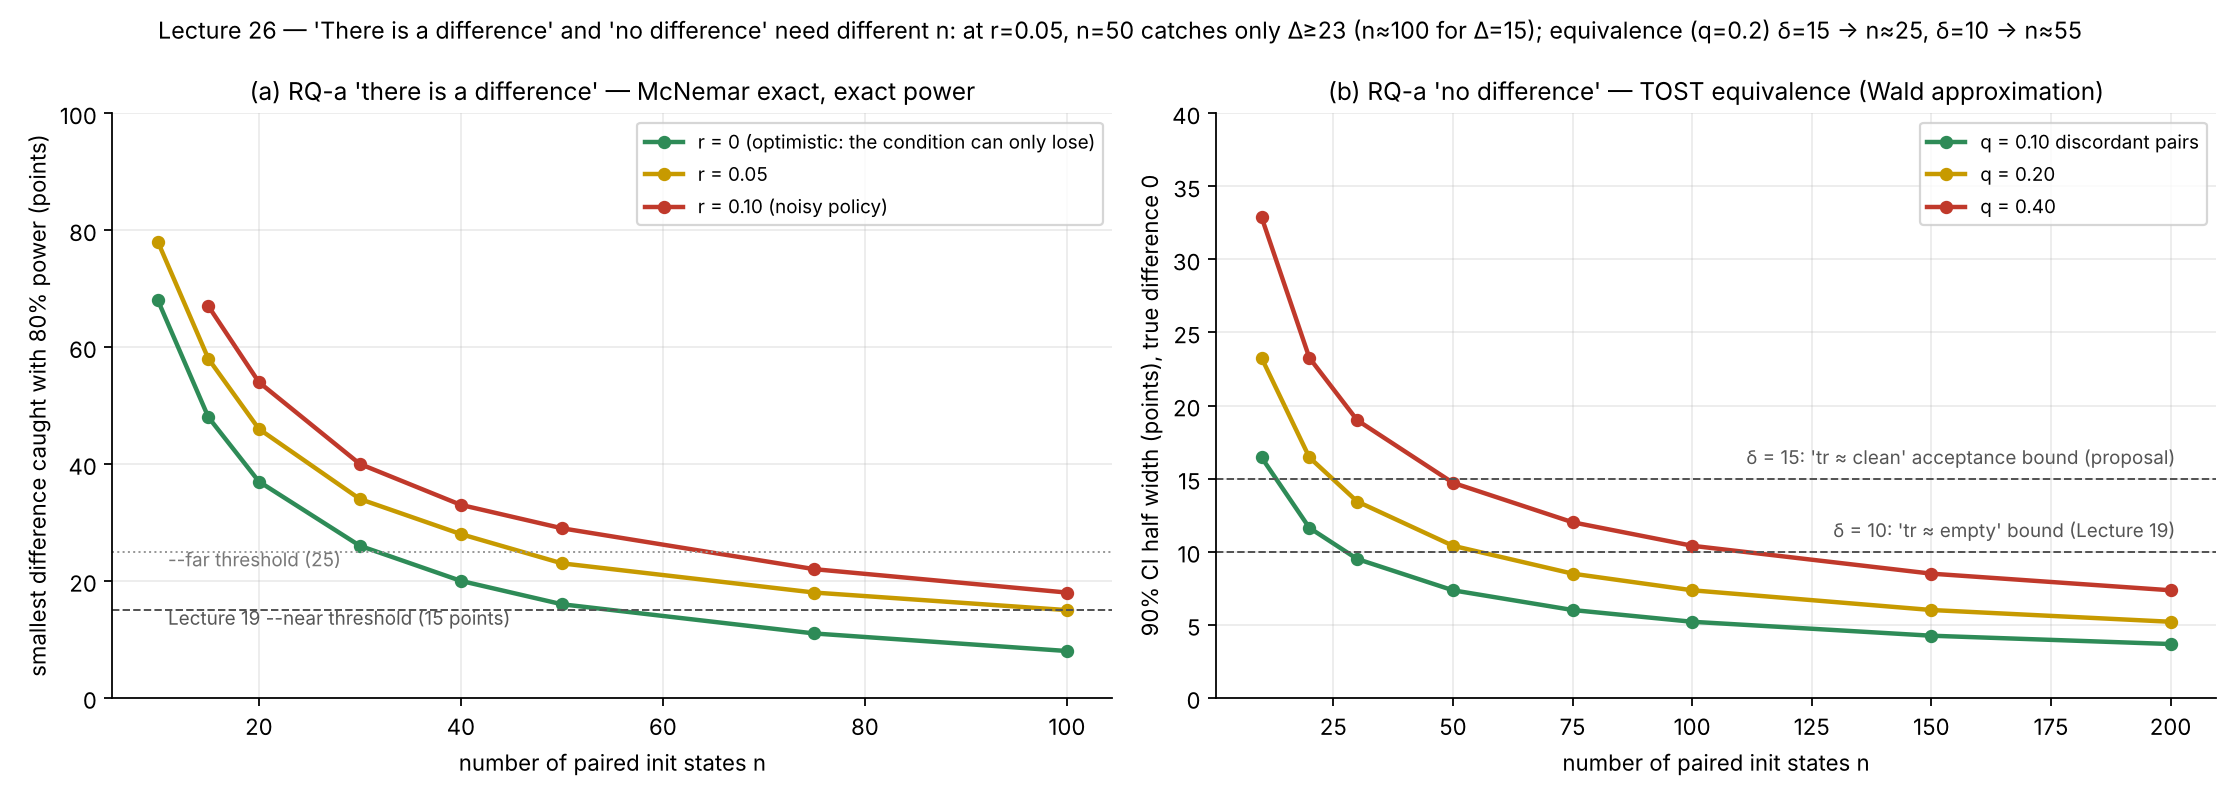 Lecture 26 — 'There is a difference' and 'no difference' need different n: at r=0.05, n=50 catches only Δ≥23 (n≈100 for Δ=15); equivalence (q=0.2) δ=15 → n≈25, δ=10 → n≈55
(a) RQ-a 'there is a difference' — McNemar exact, exact power
smallest difference caught with 80% power (points)
100
80
60
40
20
0
r = 0 (optimistic: the condition can only lose)
r = 0.05
r = 0.10 (noisy policy)
--far threshold (25)
Lecture 19 --near threshold (15 points)
20
40
60
80
100
number of paired init states n
(b) RQ-a 'no difference' — TOST equivalence (Wald approximation)
90% CI half width (points), true difference 0
40
35
30
25
20
15
10
5
0
q = 0.10 discordant pairs
q = 0.20
q = 0.40
δ = 15: 'tr ≈ clean' acceptance bound (proposal)
δ = 10: 'tr ≈ empty' bound (Lecture 19)
25
50
75
100
125
150
175
200
number of paired init states n